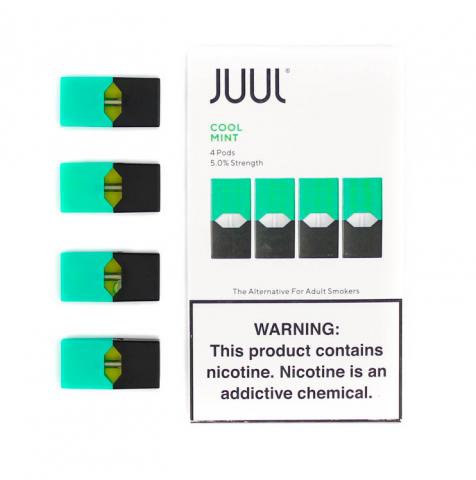 JUUL®
COOL
MINT
4 Pods
5.0% Strength
The Alternative For Adult Smokers
WARNING:
This product contains
nicotine. Nicotine is an
addictive chemical.